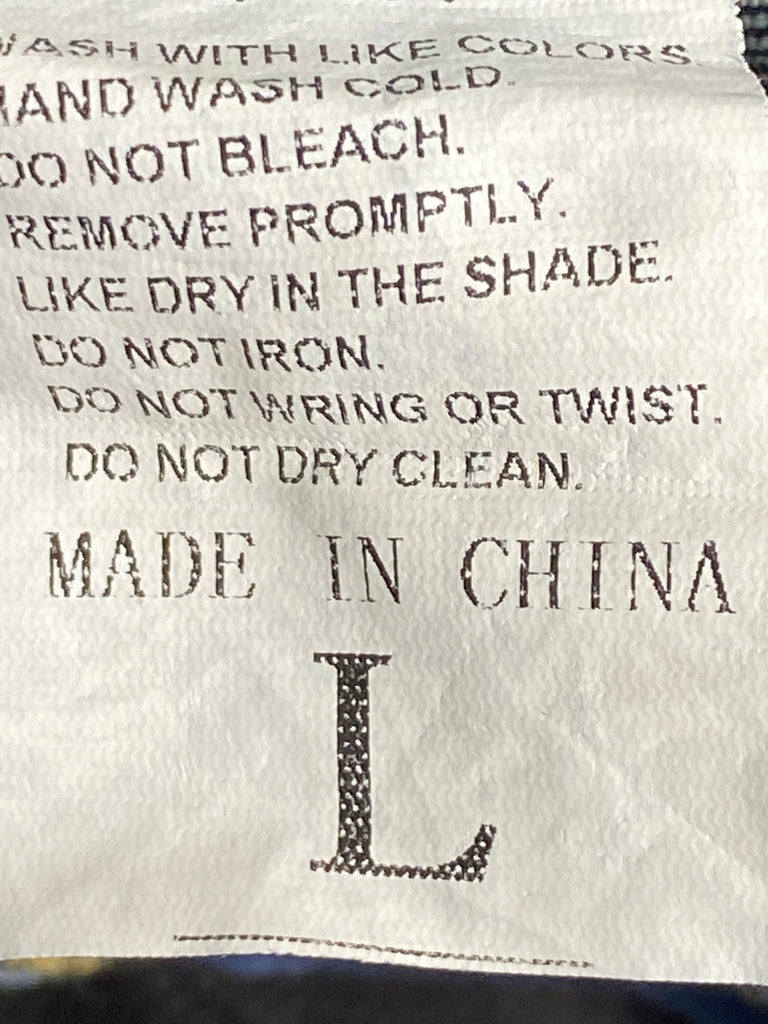 WASH WITH LIKE COLORS.
HAND WASH COLD.
DO NOT BLEACH.
REMOVE PROMPTLY.
LIKE DRY IN THE SHADE.
DO NOT IRON.
DO NOT WRING OR TWIST.
DO NOT DRY CLEAN.
MADE IN CHINA
L